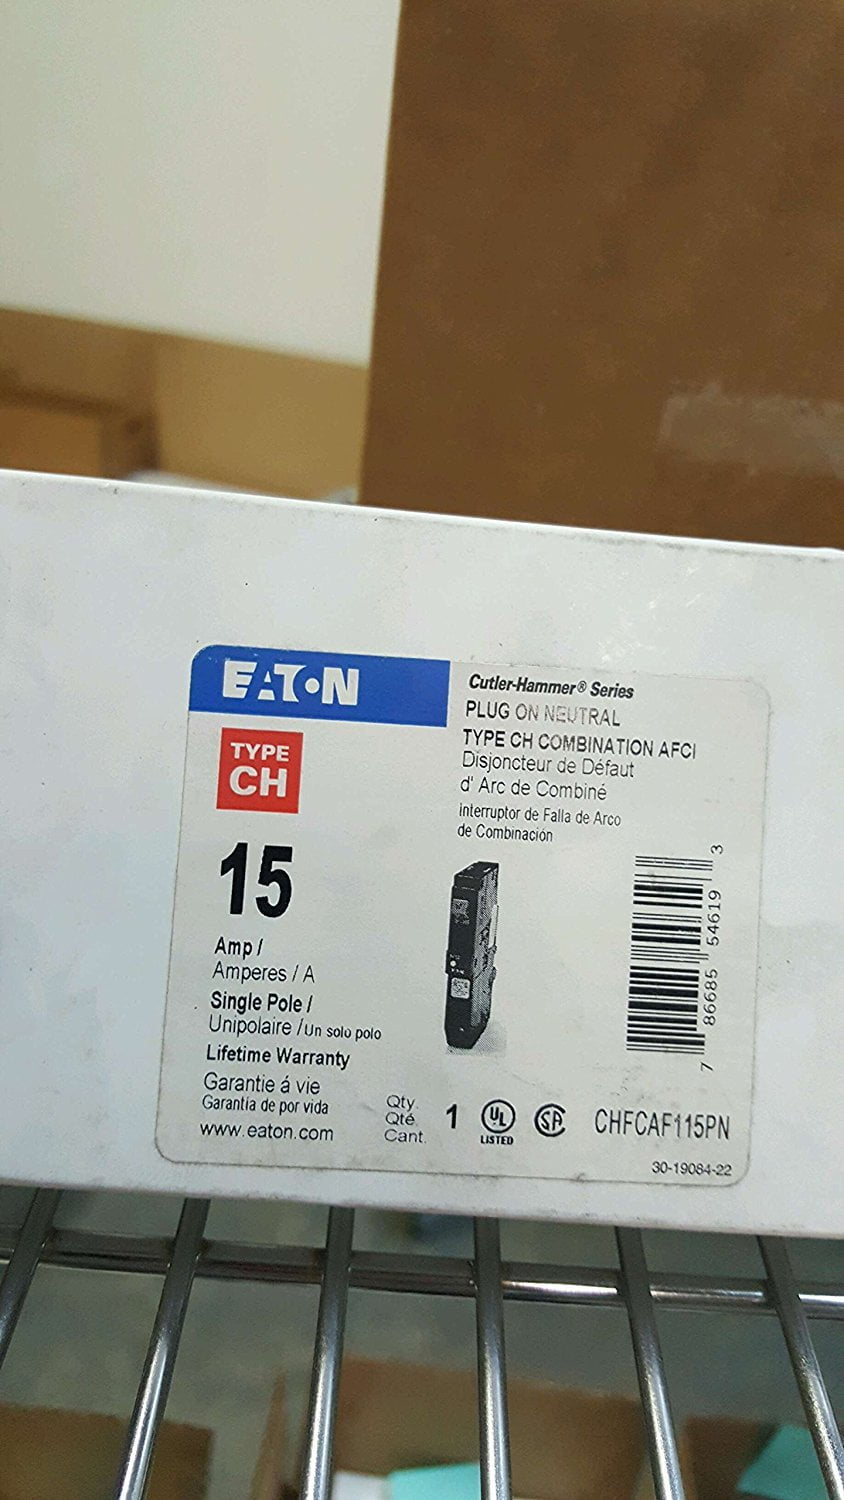 EATON
Cutler-Hammer® Series
PLUG ON NEUTRAL
TYPE CH COMBINATION AFCI
Disjoncteur de Défaut
d' Arc de Combiné
Interruptor de Falla de Arco
de Combinación
TYPE
CH
15
Amp /
Amperes / A
Single Pole /
Unipolaire / Un solo polo
Lifetime Warranty
Garantie á vie
Garantía de por vida
www.eaton.com
Qty.
Qté.
Cant.
1
UL
LISTED
SA
CHFCAF115PN
30-19084-22
7 86685 54619 3